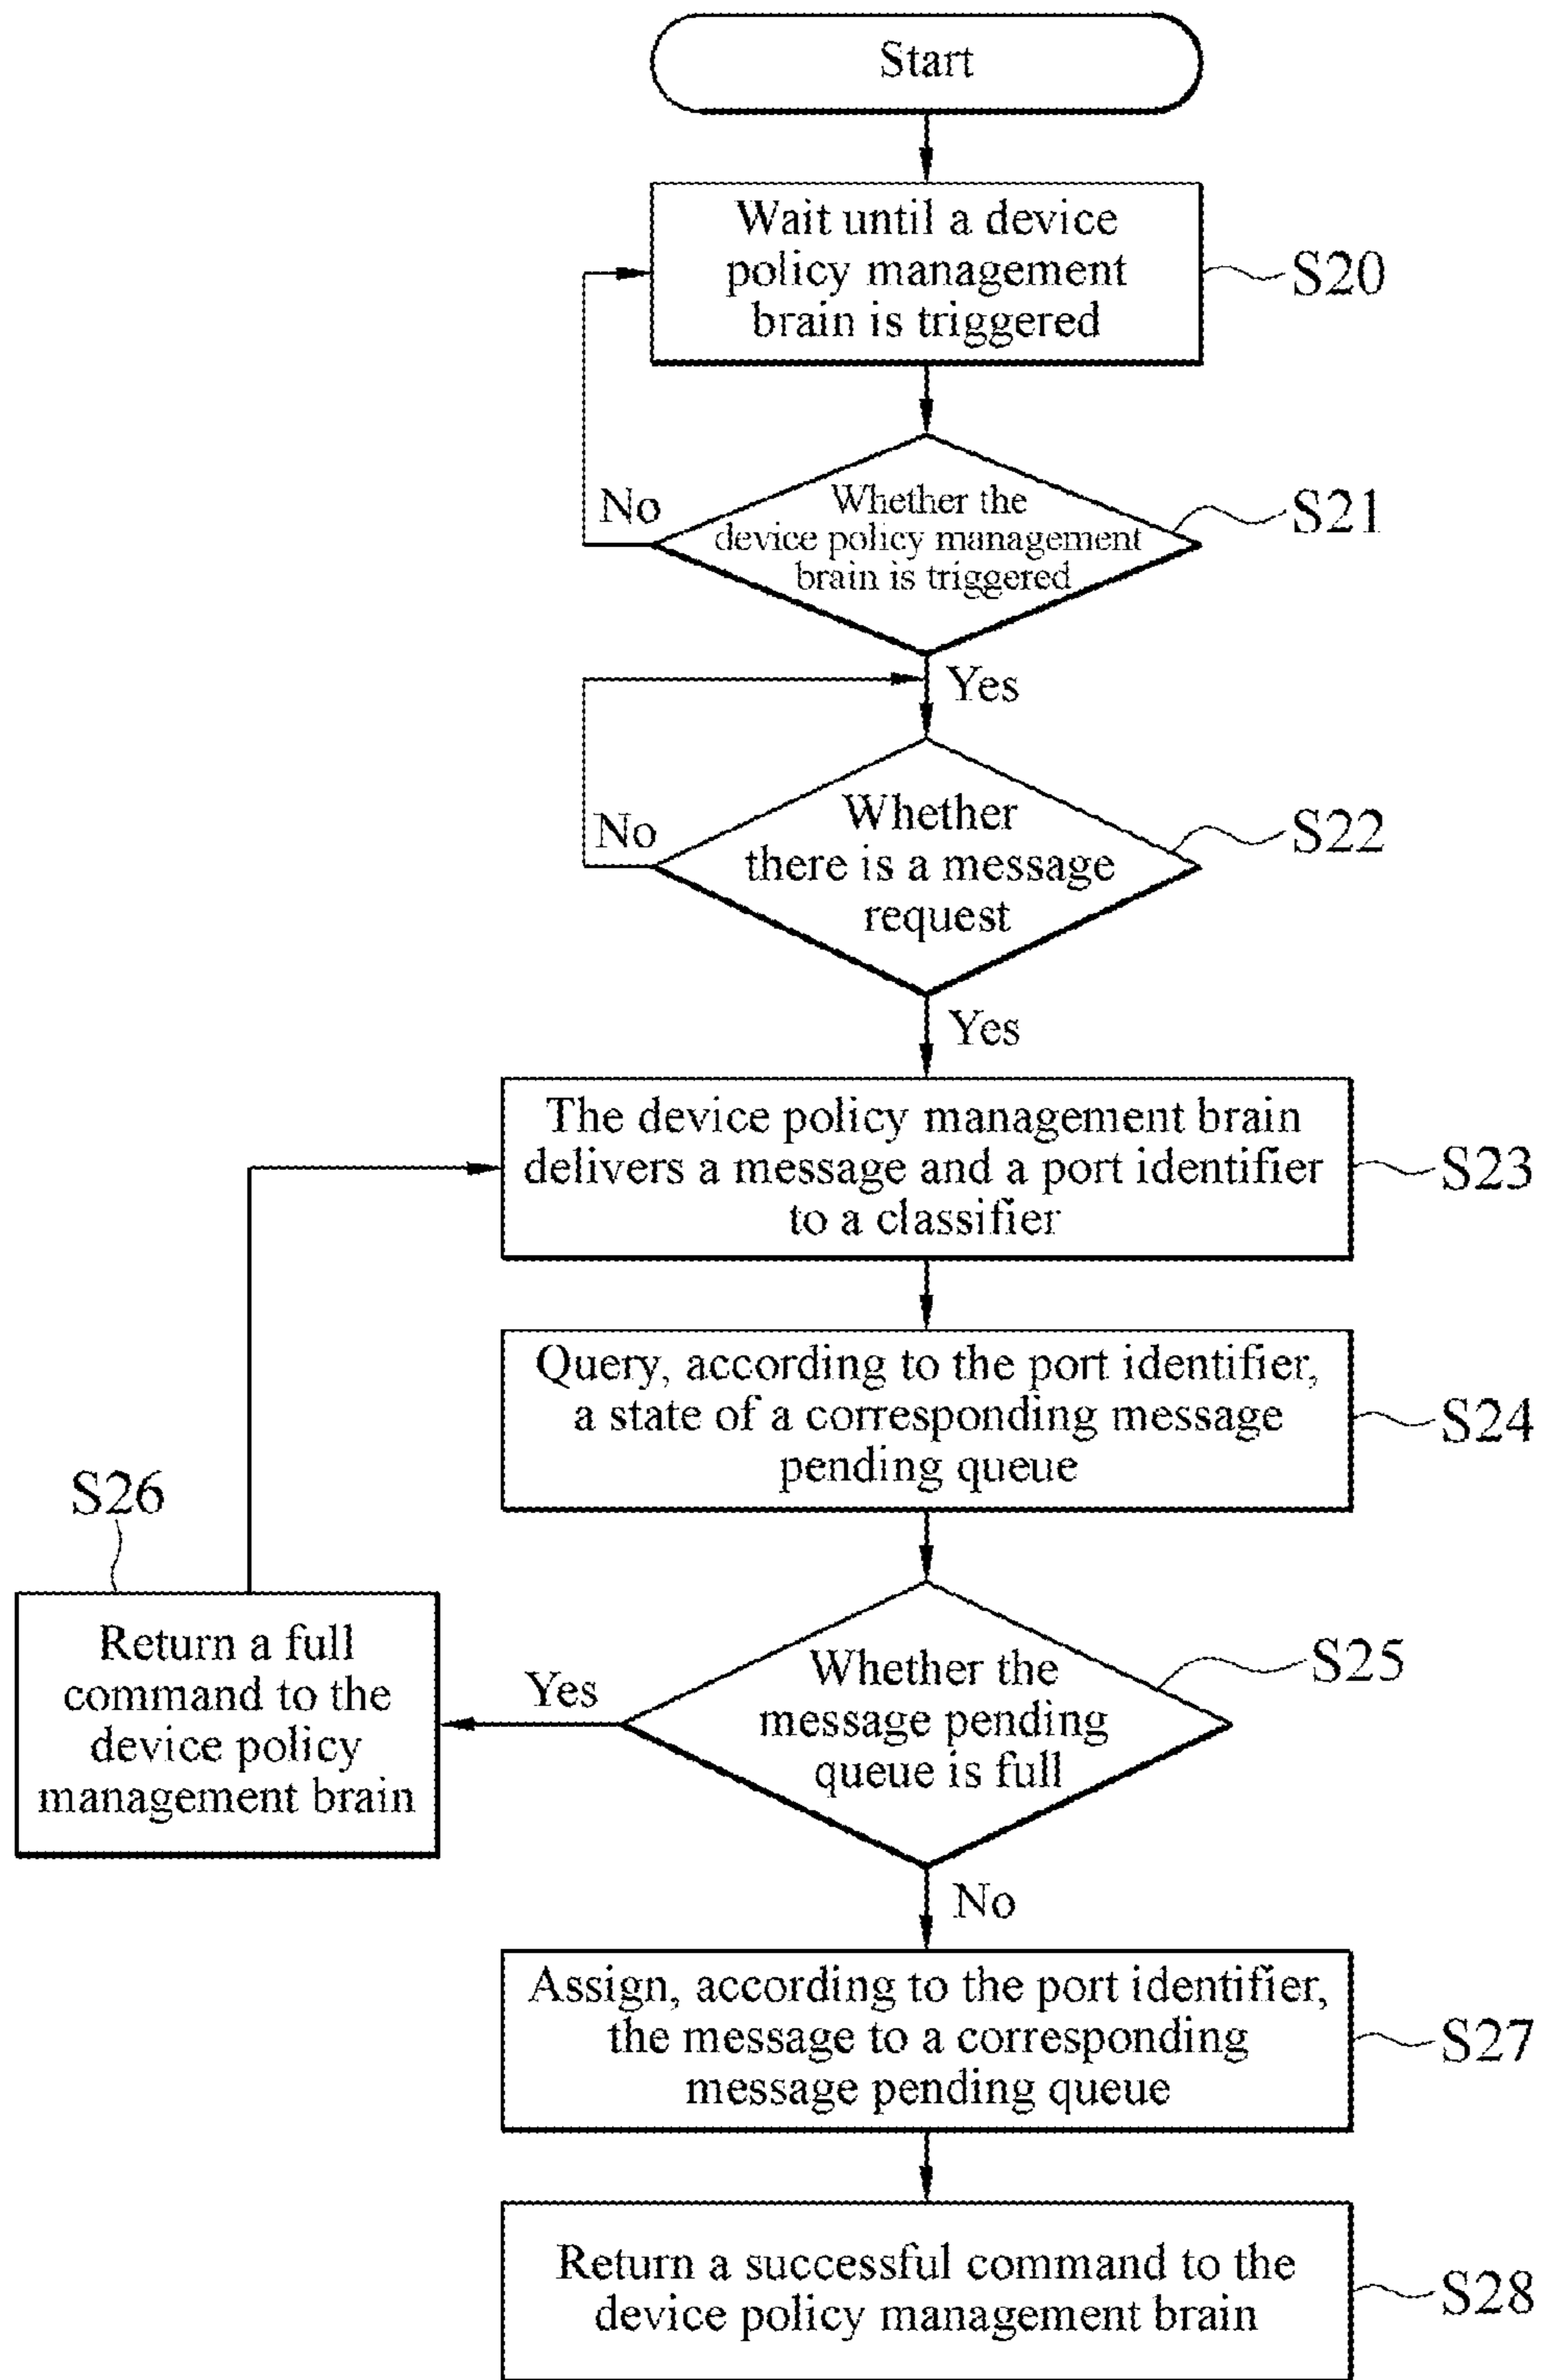 Start
Wait until a device
policy management
brain is triggered
S20
Whether the
device policy management
brain is triggered
S21
No
Yes
Whether
there is a message
request
S22
No
Yes
The device policy management brain
delivers a message and a port identifier
to a classifier
S23
Query, according to the port identifier,
a state of a corresponding message
pending queue
S24
S26
Return a full
command to the
device policy
management brain
Yes
Whether the
message pending
queue is full
S25
No
Assign, according to the port identifier,
the message to a corresponding
message pending queue
S27
Return a successful command to the
device policy management brain
S28